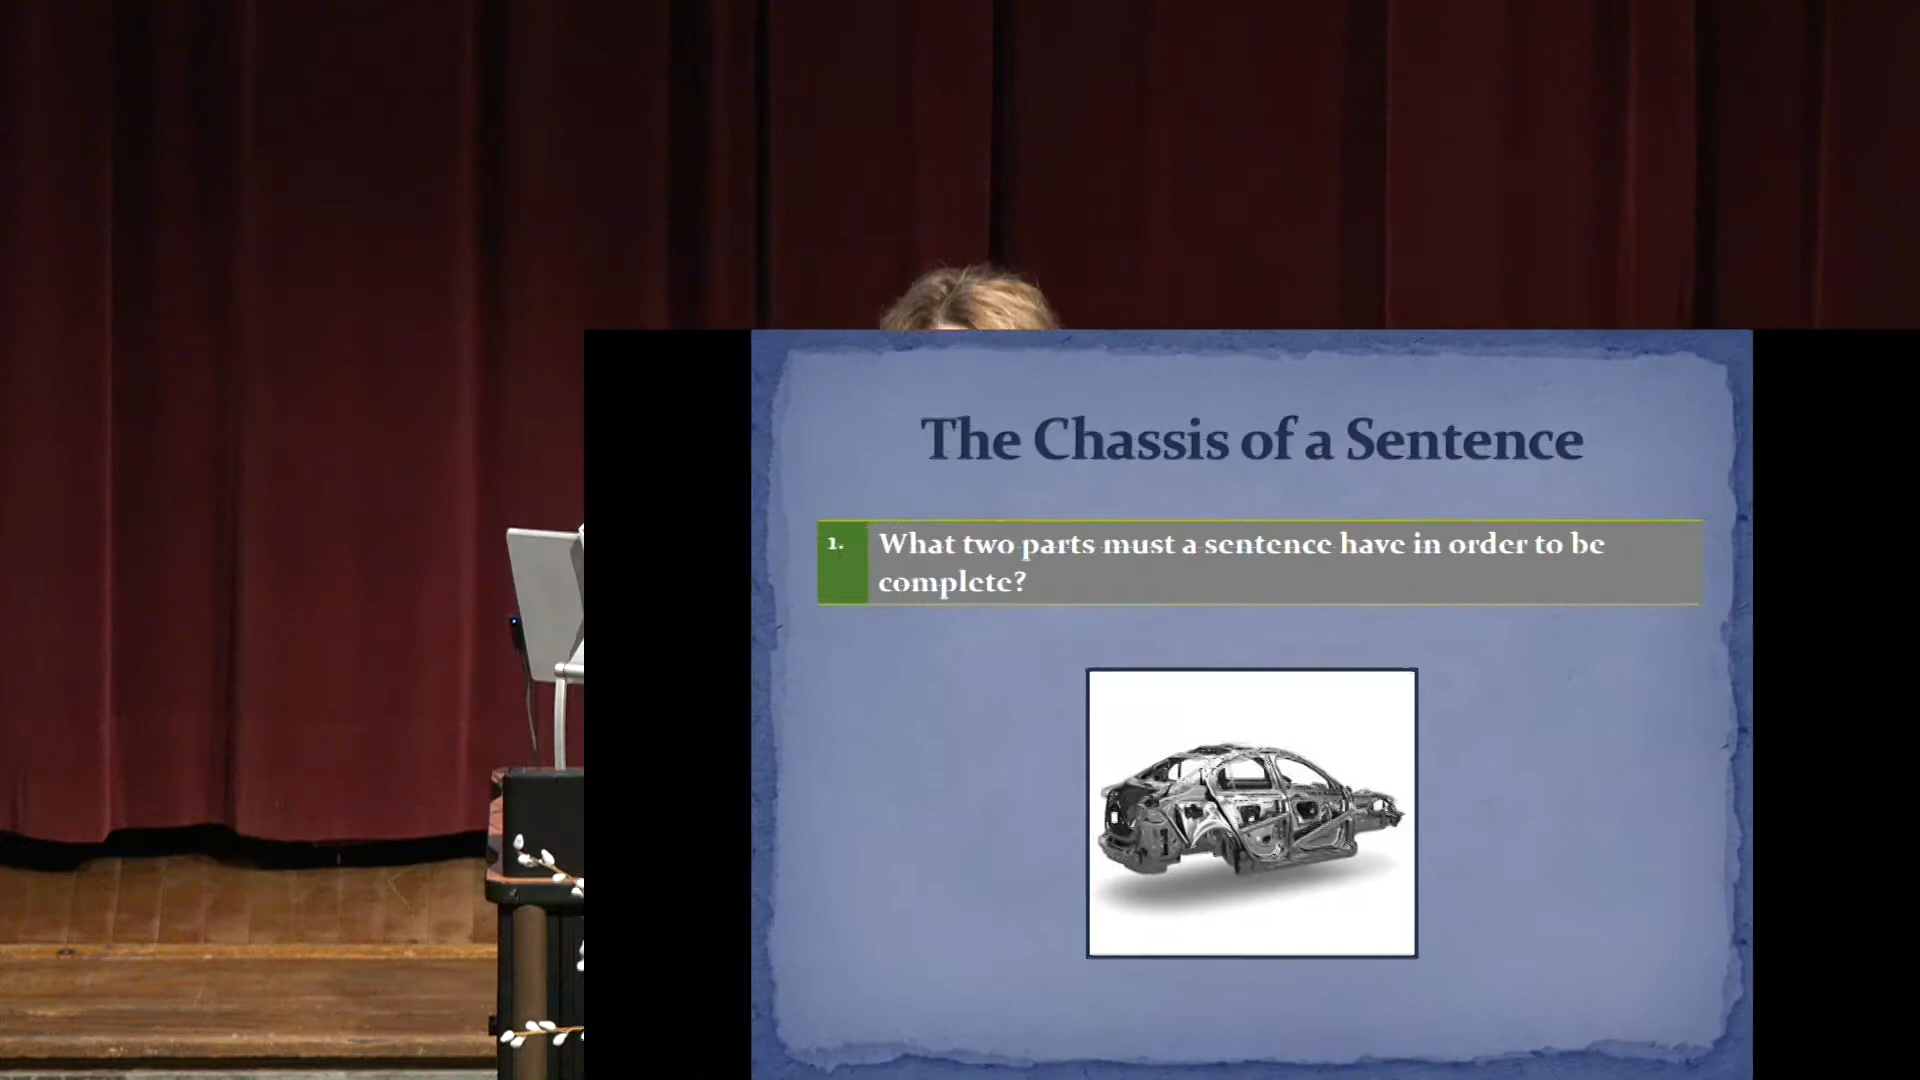 The Chassis of a Sentence
1. What two parts must a sentence have in order to be
complete?